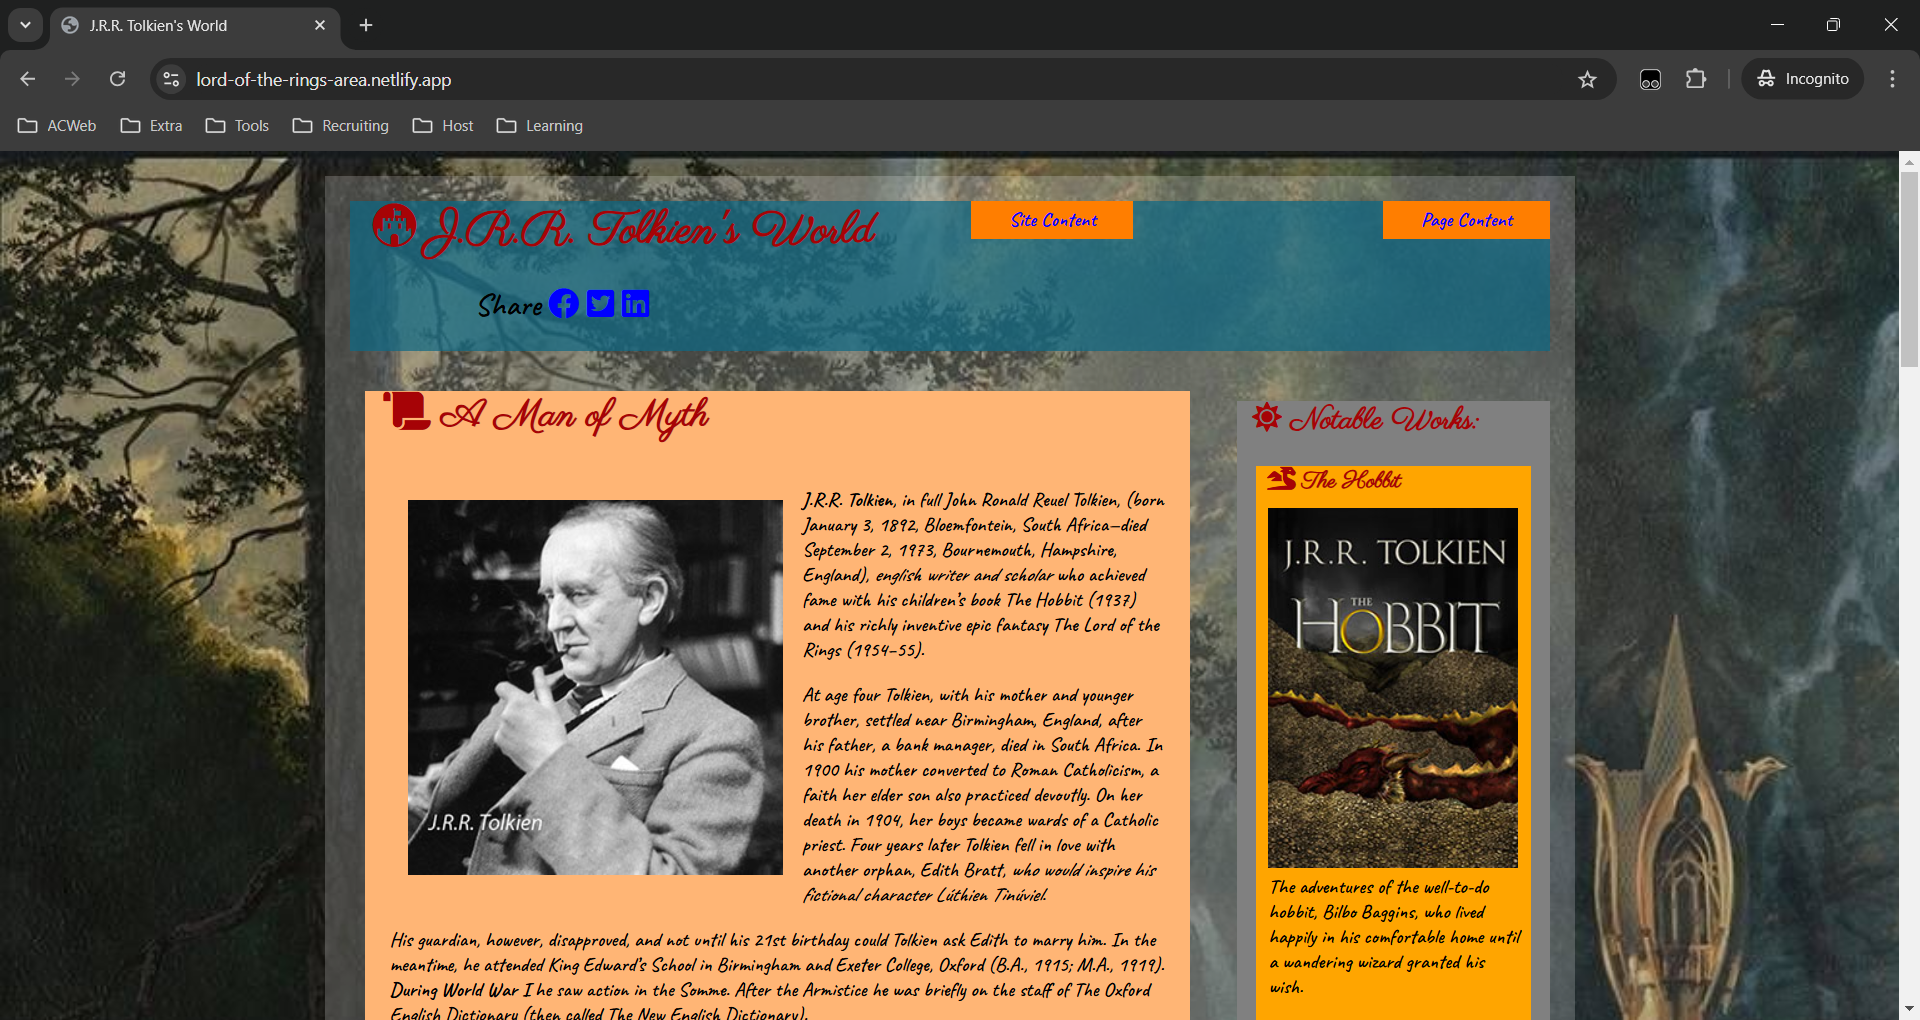 J.R.R. Tolkien's World
lord-of-the-rings-area.netlify.app
Incognito
ACWeb
Extra
Tools
Recruiting
Host
Learning
J.R.R. Tolkien's World
Site Content
Page Content
Share
A Man of Myth
J.R.R. Tolkien
J.R.R. Tolkien, in full John Ronald Reuel Tolkien, (born
January 3, 1892, Bloemfontein, South Africa—died
September 2, 1973, Bournemouth, Hampshire,
England), english writer and scholar who achieved
fame with his children's book The Hobbit (1937)
and his richly inventive epic fantasy The Lord of the
Rings (1954–55).
At age four Tolkien, with his mother and younger
brother, settled near Birmingham, England, after
his father, a bank manager, died in South Africa. In
1900 his mother converted to Roman Catholicism, a
faith her elder son also practiced devoutly. On her
death in 1904, her boys became wards of a Catholic
priest. Four years later Tolkien fell in love with
another orphan, Edith Bratt, who would inspire his
fictional character Lúthien Tinúviel.
His guardian, however, disapproved, and not until his 21st birthday could Tolkien ask Edith to marry him. In the
meantime, he attended King Edward's School in Birmingham and Exeter College, Oxford (B.A., 1915; M.A., 1919).
During World War I he saw action in the Somme. After the Armistice he was briefly on the staff of The Oxford
English Dictionary (then called The New English Dictionary).
Notable Works:
The Hobbit
J.R.R. TOLKIEN
THE
HOBBIT
The adventures of the well-to-do
hobbit, Bilbo Baggins, who lived
happily in his comfortable home until
a wandering wizard granted his
wish.